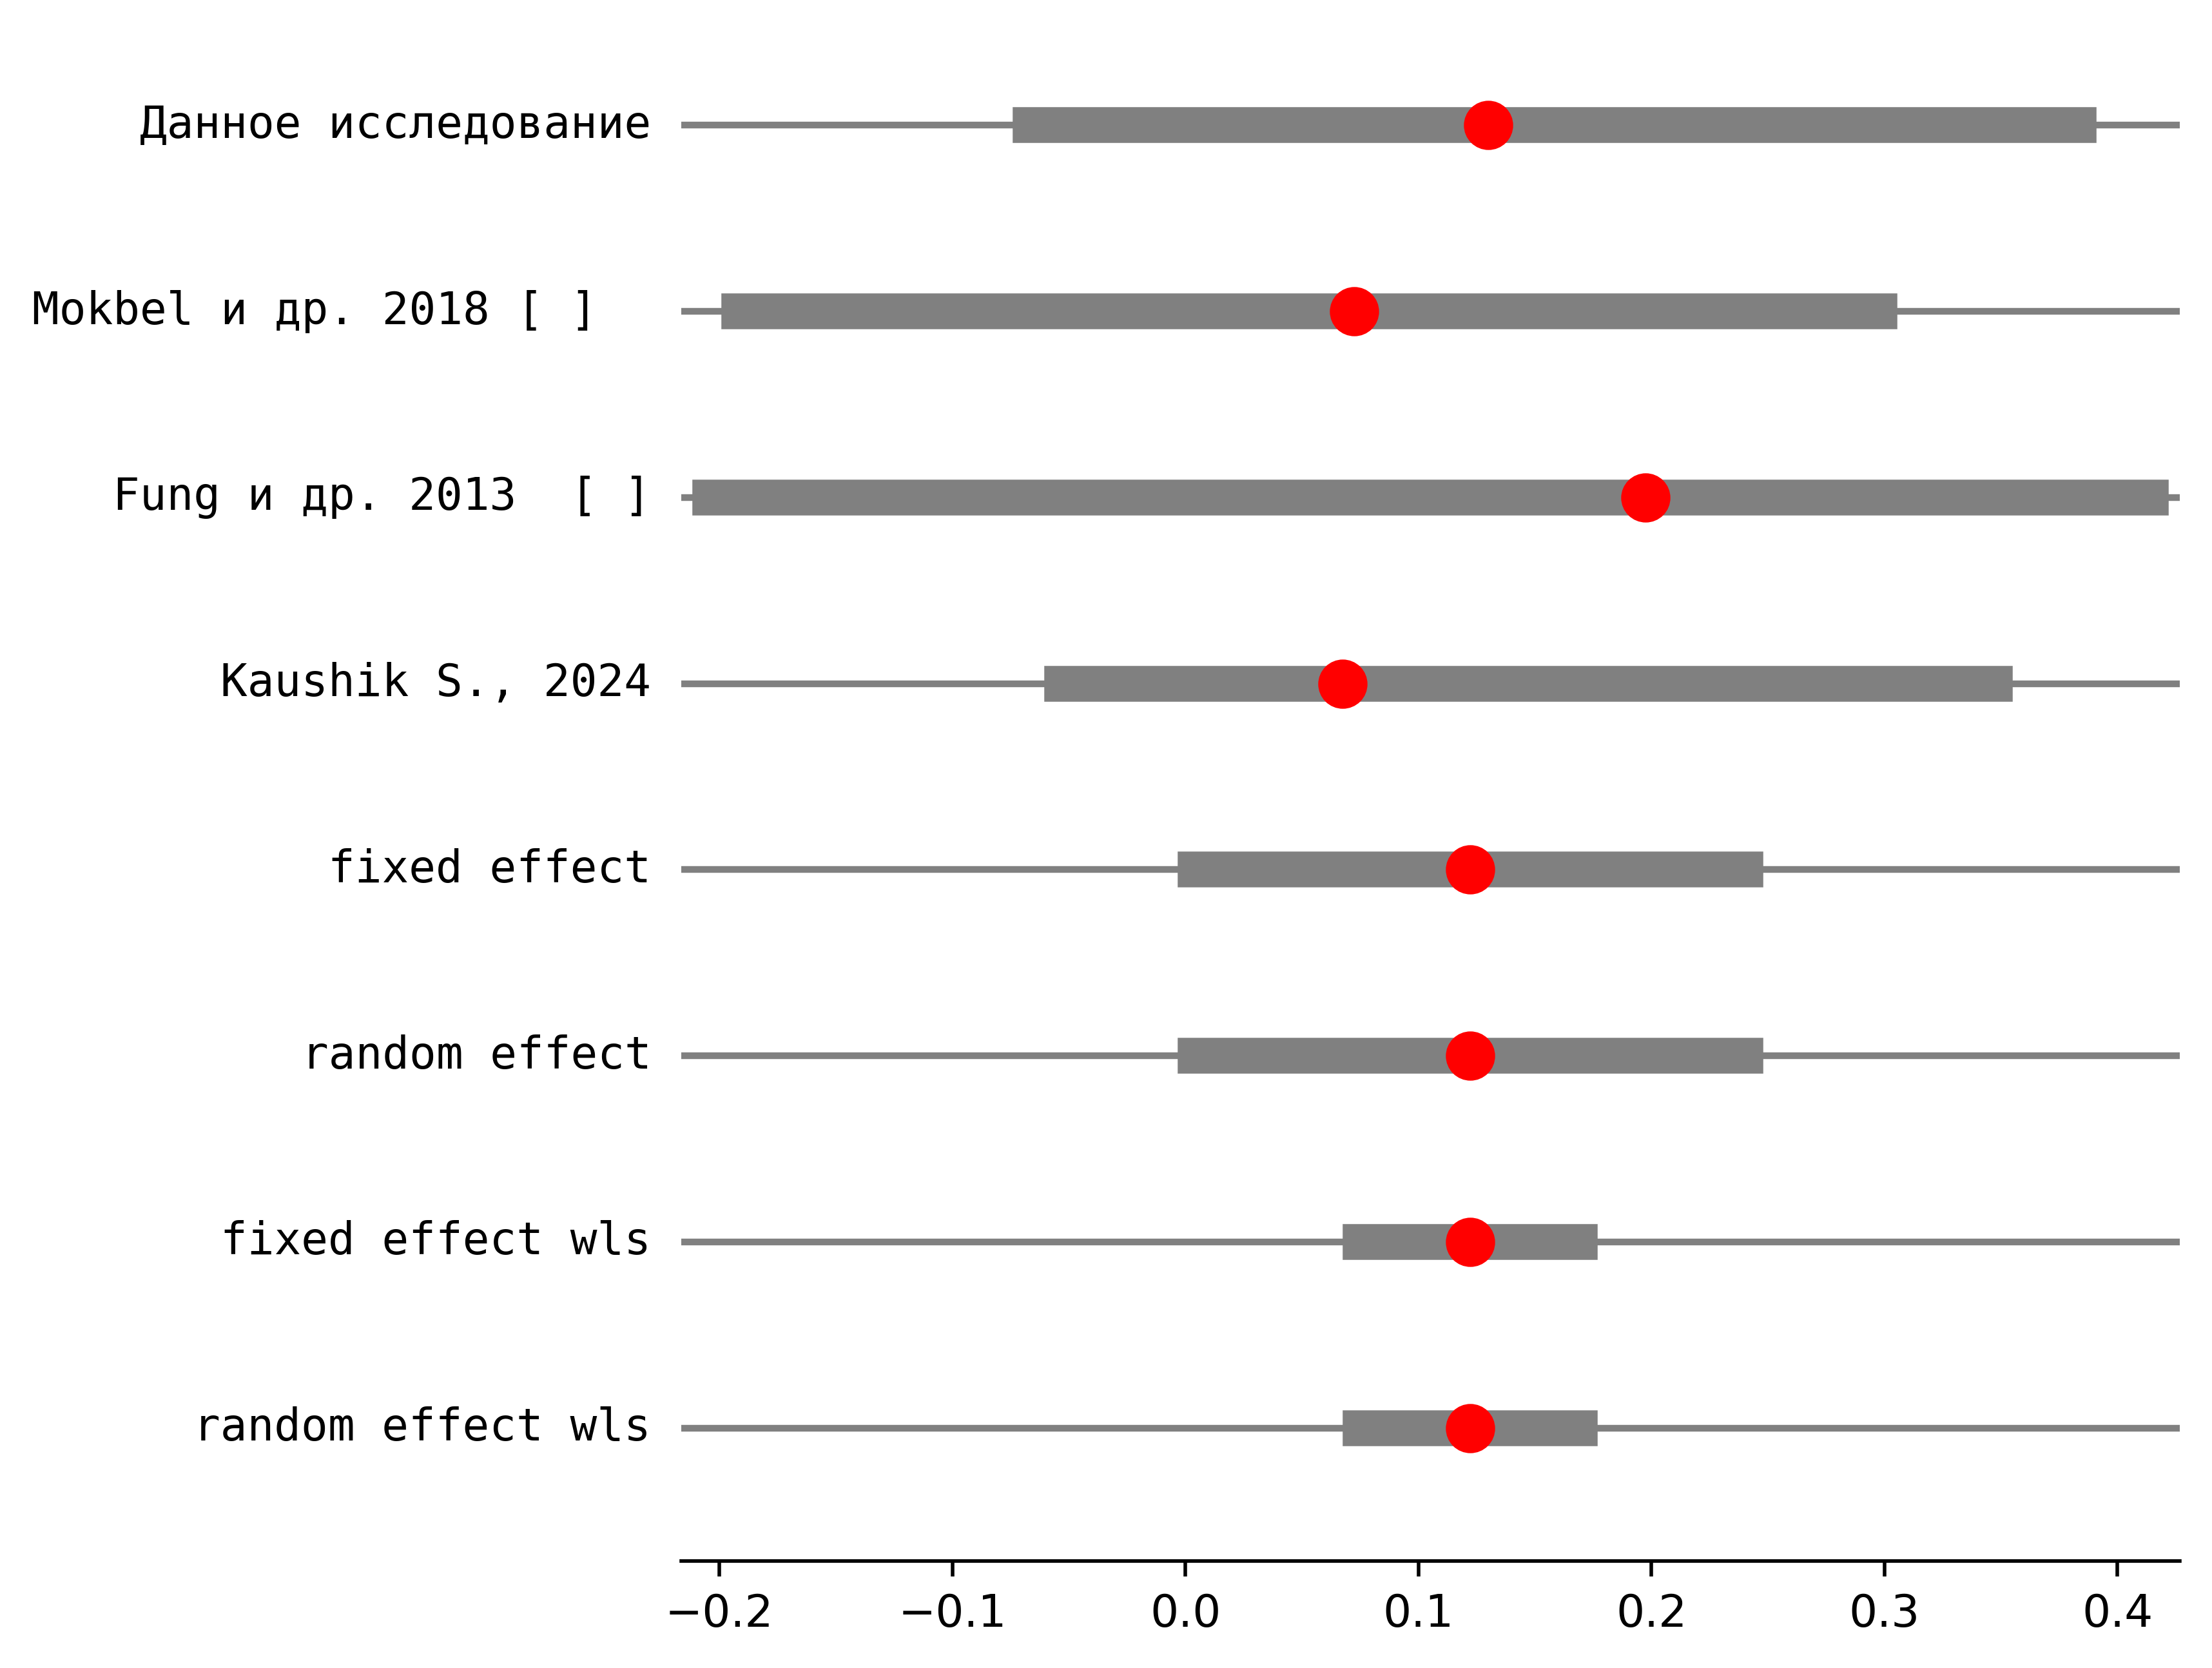 Данное исследование
Mokbel и др. 2018 [ ]
Fung и др. 2013  [ ]
Kaushik S., 2024
fixed effect
random effect
fixed effect wls
random effect wls
−0.2 −0.1 0.0 0.1 0.2 0.3 0.4